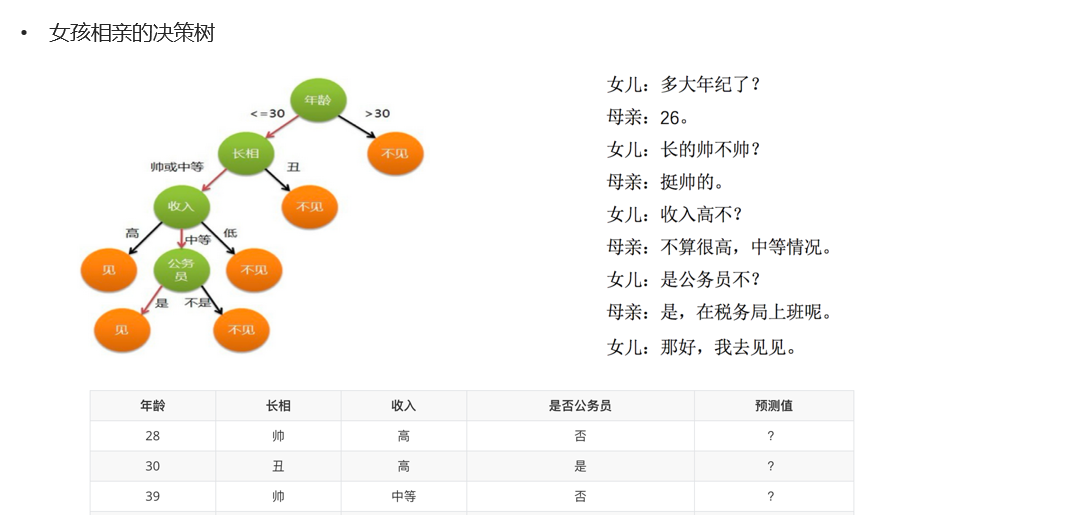 • 女孩相亲的决策树
年龄
<=30
>30
长相
不见
帅或中等
丑
收入
不见
高
中等
低
见
公务
员
不见
是
不是
见
不见
女儿：多大年纪了？
母亲：26。
女儿：长的帅不帅？
母亲：挺帅的。
女儿：收入高不？
母亲：不算很高，中等情况。
女儿：是公务员不？
母亲：是，在税务局上班呢。
女儿：那好，我去见见。
年龄 长相 收入 是否公务员 预测值
28 帅 高 否 ?
30 丑 高 是 ?
39 帅 中等 否 ?